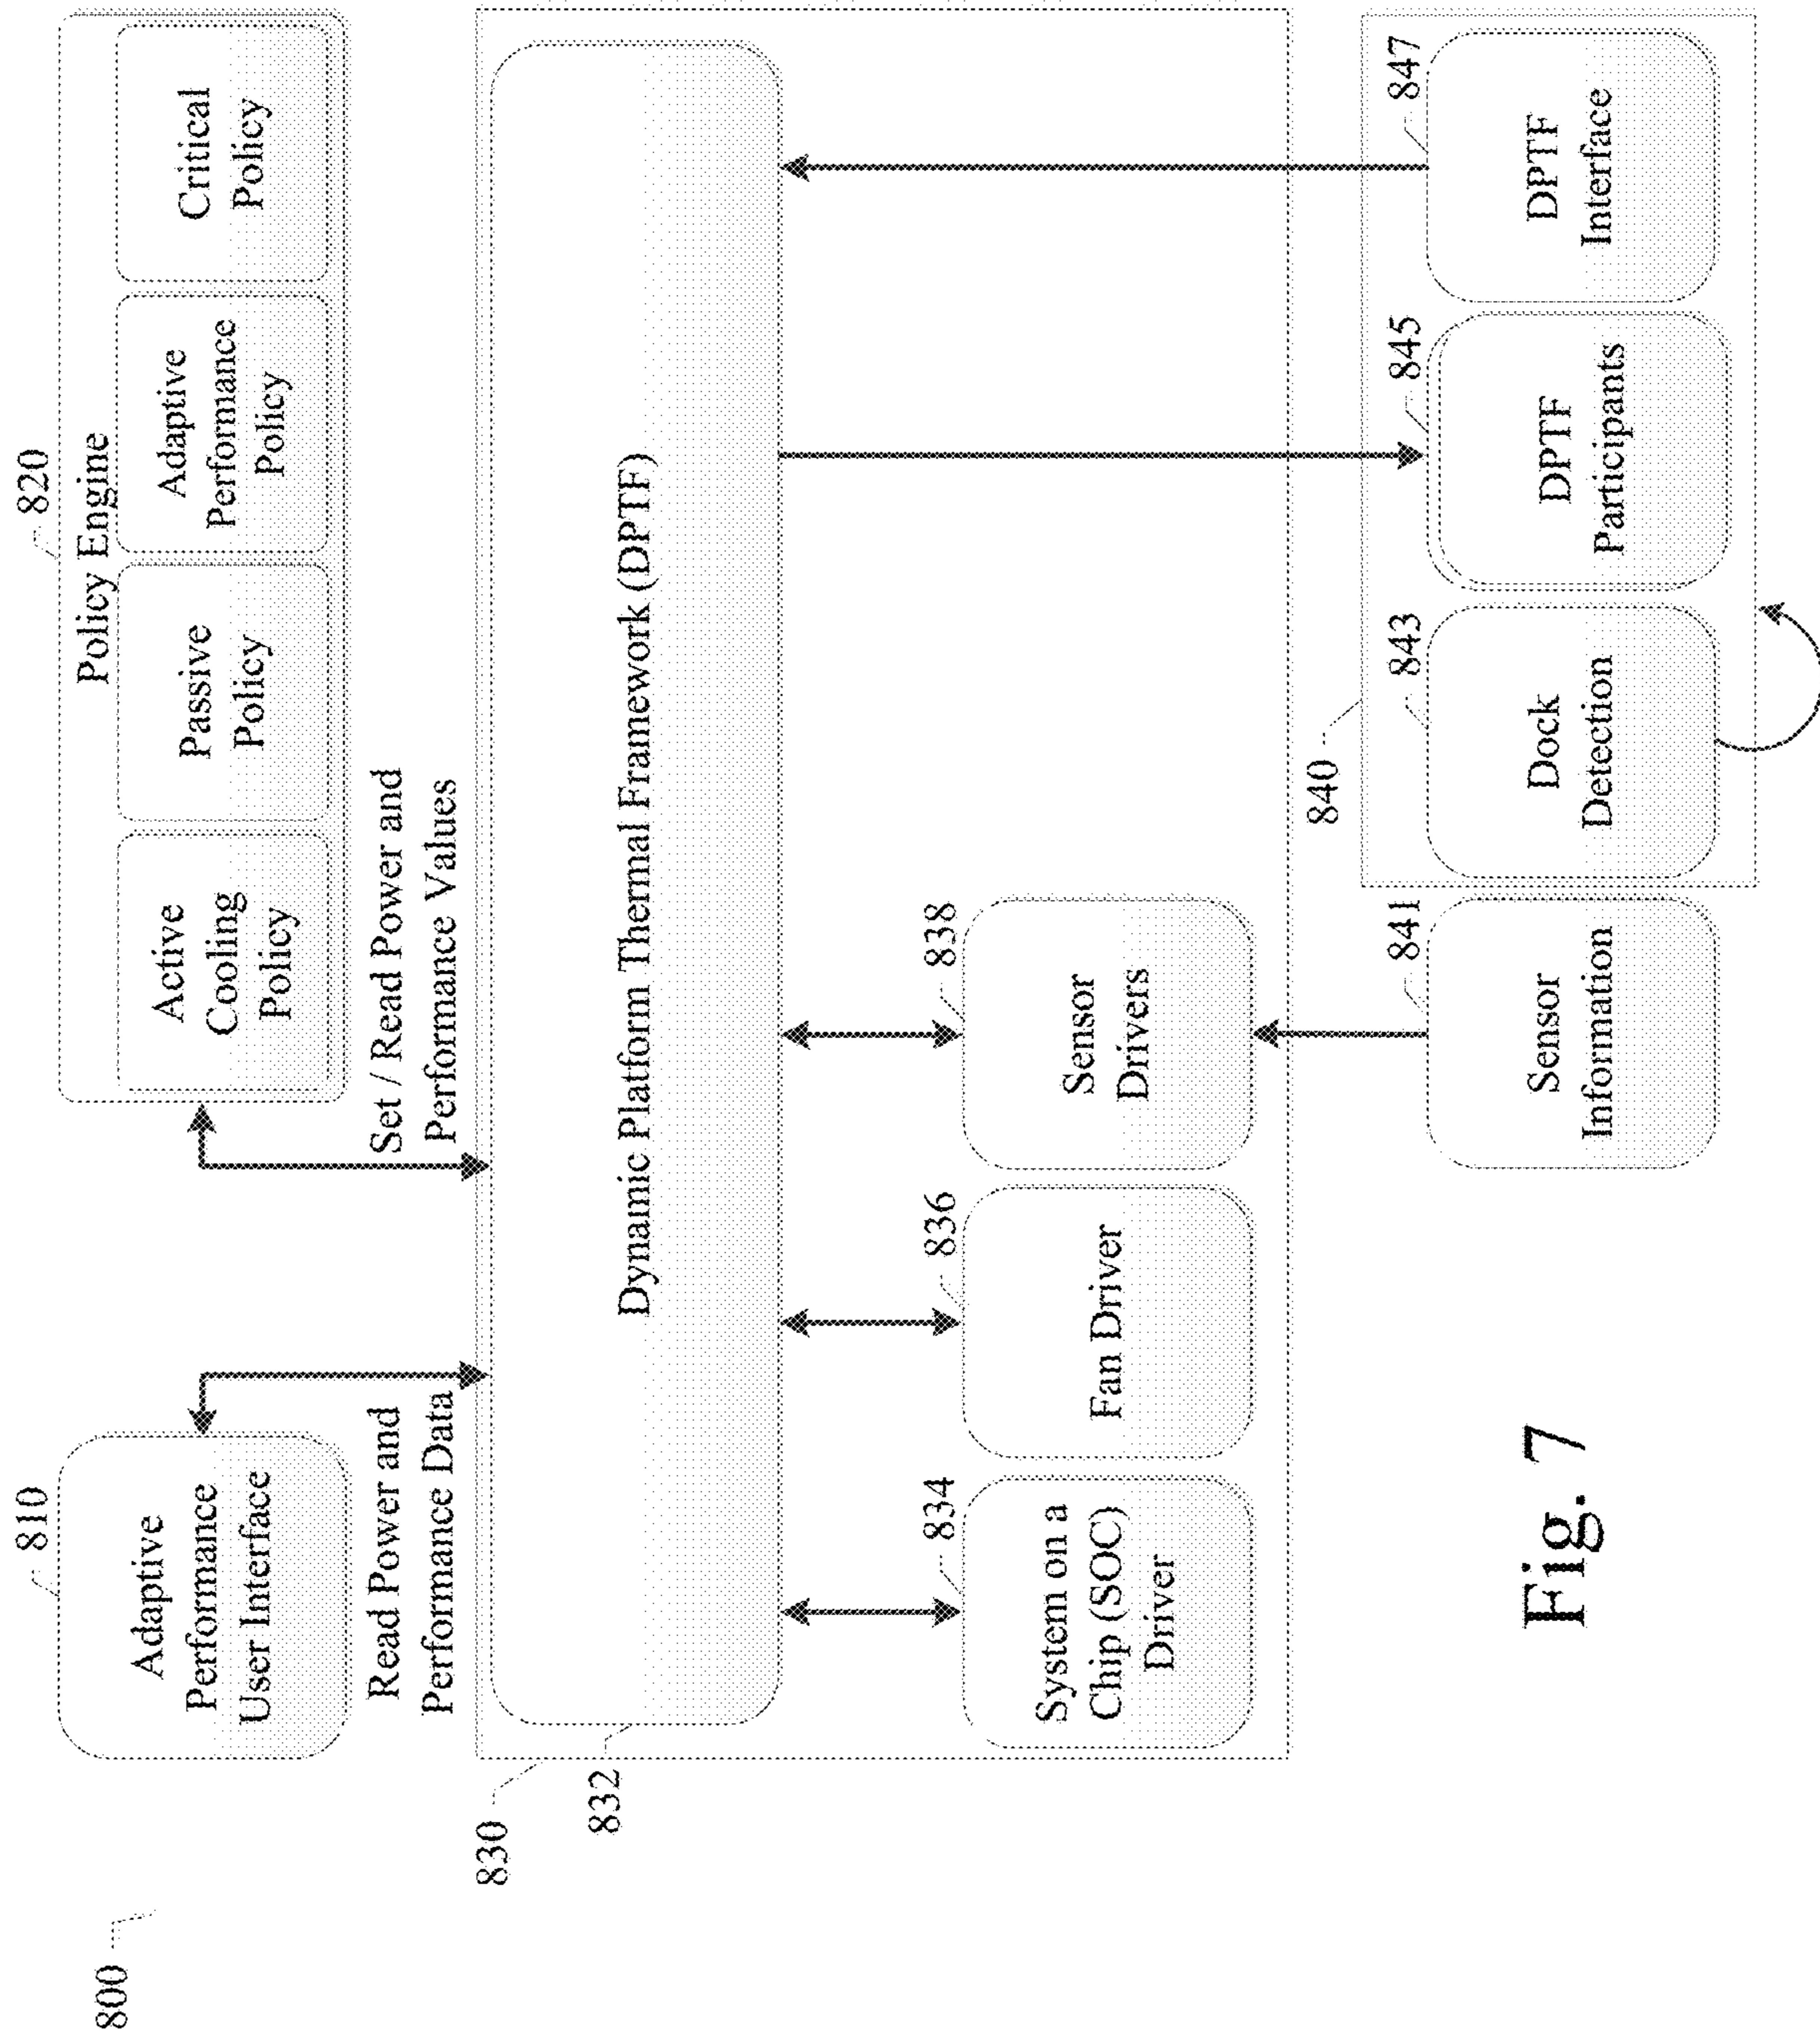 800
810
Adaptive
Performance
User Interface
820
Policy Engine
Active
Cooling
Policy
Passive
Policy
Adaptive
Performance
Policy
Critical
Policy
Read Power and
Performance Data
Set / Read Power and
Performance Values
830
832
Dynamic Platform Thermal Framework (DPTF)
834
System on a
Chip (SOC)
Driver
836
Fan Driver
838
Sensor
Drivers
840
841
Sensor
Information
843
Dock
Detection
845
DPTF
Participants
847
DPTF
Interface
Fig. 7